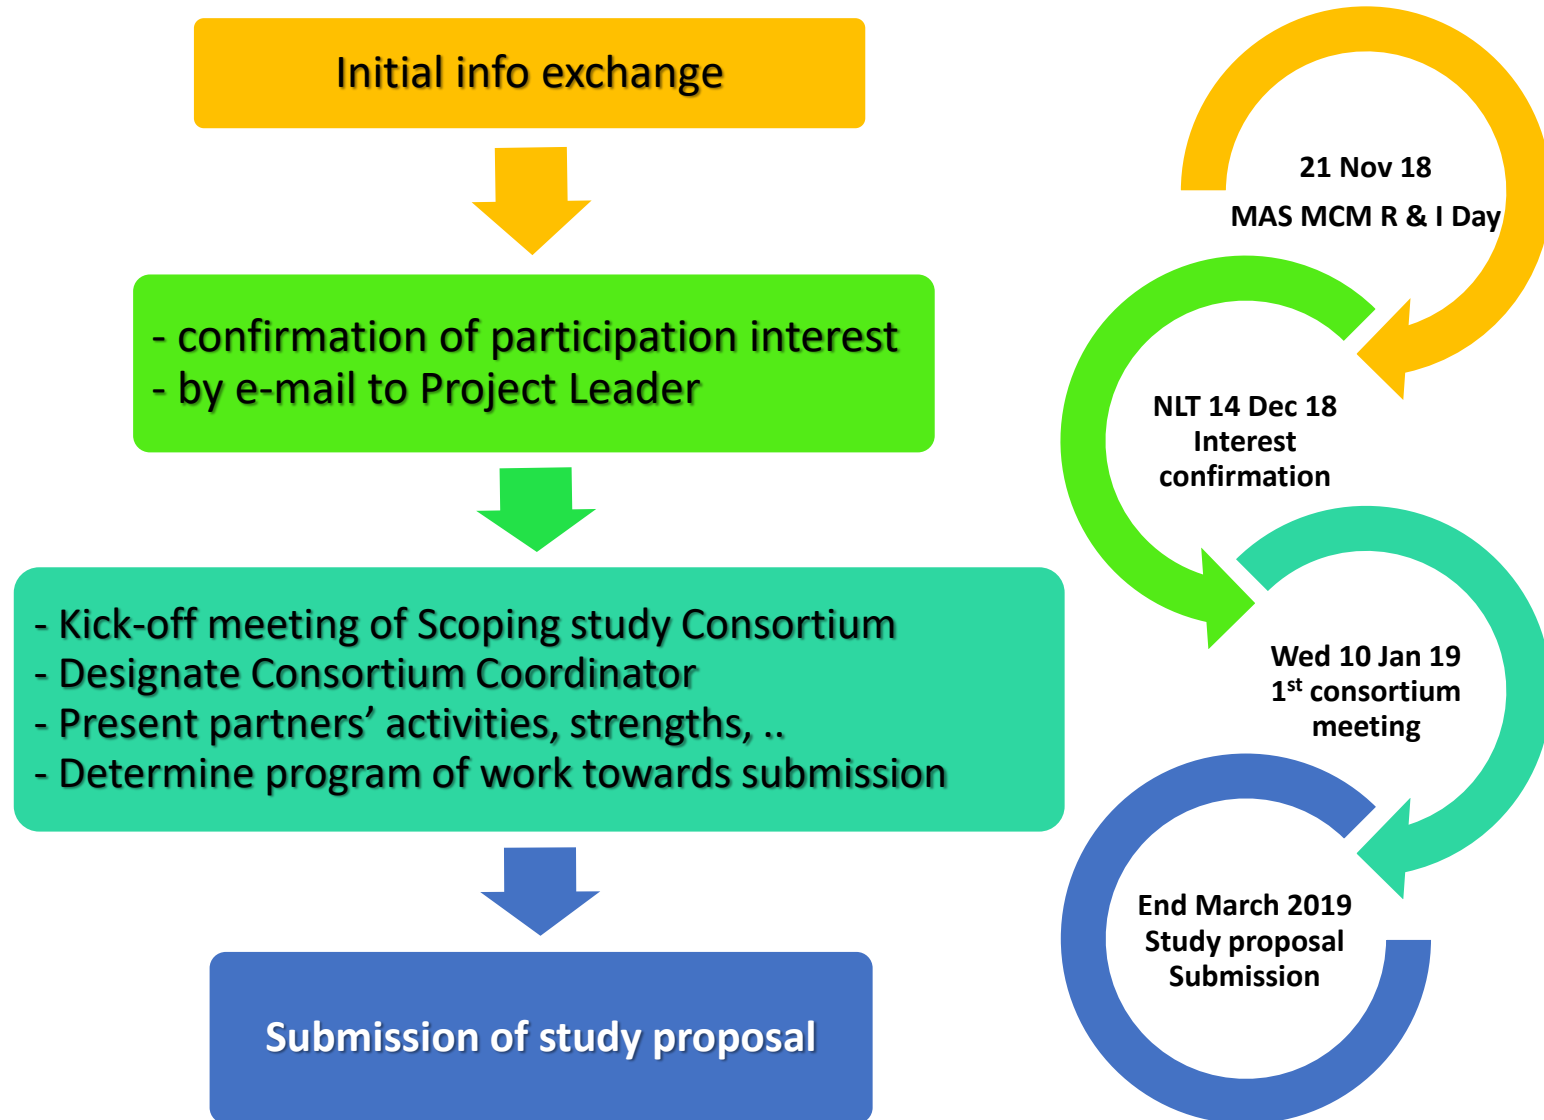 Initial info exchange
- confirmation of participation interest
- by e-mail to Project Leader
- Kick-off meeting of Scoping study Consortium
- Designate Consortium Coordinator
- Present partners’ activities, strengths, ..
- Determine program of work towards submission
Submission of study proposal
21 Nov 18
MAS MCM R & I Day
NLT 14 Dec 18
Interest
confirmation
Wed 10 Jan 19
1st consortium
meeting
End March 2019
Study proposal
Submission